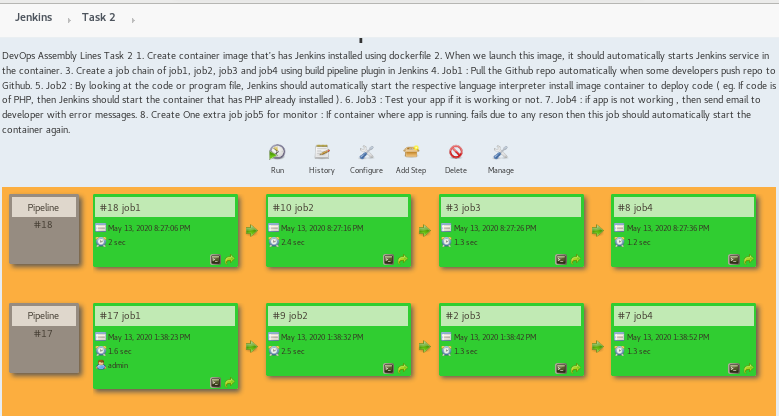 Jenkins Task 2
DevOps Assembly Lines Task 2 1. Create container image that's has Jenkins installed using dockerfile 2. When we launch this image, it should automatically starts Jenkins service in
the container. 3. Create a job chain of job1, job2, job3 and job4 using build pipeline plugin in Jenkins 4. Job1 : Pull the Github repo automatically when some developers push repo to
Github. 5. Job2 : By looking at the code or program file, Jenkins should automatically start the respective language interpreter install image container to deploy code ( eg. If code is
of PHP, then Jenkins should start the container that has PHP already installed ). 6. Job3 : Test your app if it is working or not. 7. Job4 : if app is not working , then send email to
developer with error messages. 8. Create One extra job job5 for monitor : If container where app is running. fails due to any reson then this job should automatically start the
container again.
Run History Configure Add Step Delete Manage
Pipeline
#18
#18 job1
May 13, 2020 8:27:06 PM
2 sec
#10 job2
May 13, 2020 8:27:16 PM
2.4 sec
#3 job3
May 13, 2020 8:27:26 PM
1.3 sec
#8 job4
May 13, 2020 8:27:36 PM
1.2 sec
Pipeline
#17
#17 job1
May 13, 2020 1:38:23 PM
1.6 sec
admin
#9 job2
May 13, 2020 1:38:32 PM
2.5 sec
#2 job3
May 13, 2020 1:38:42 PM
1.3 sec
#7 job4
May 13, 2020 1:38:52 PM
1.3 sec